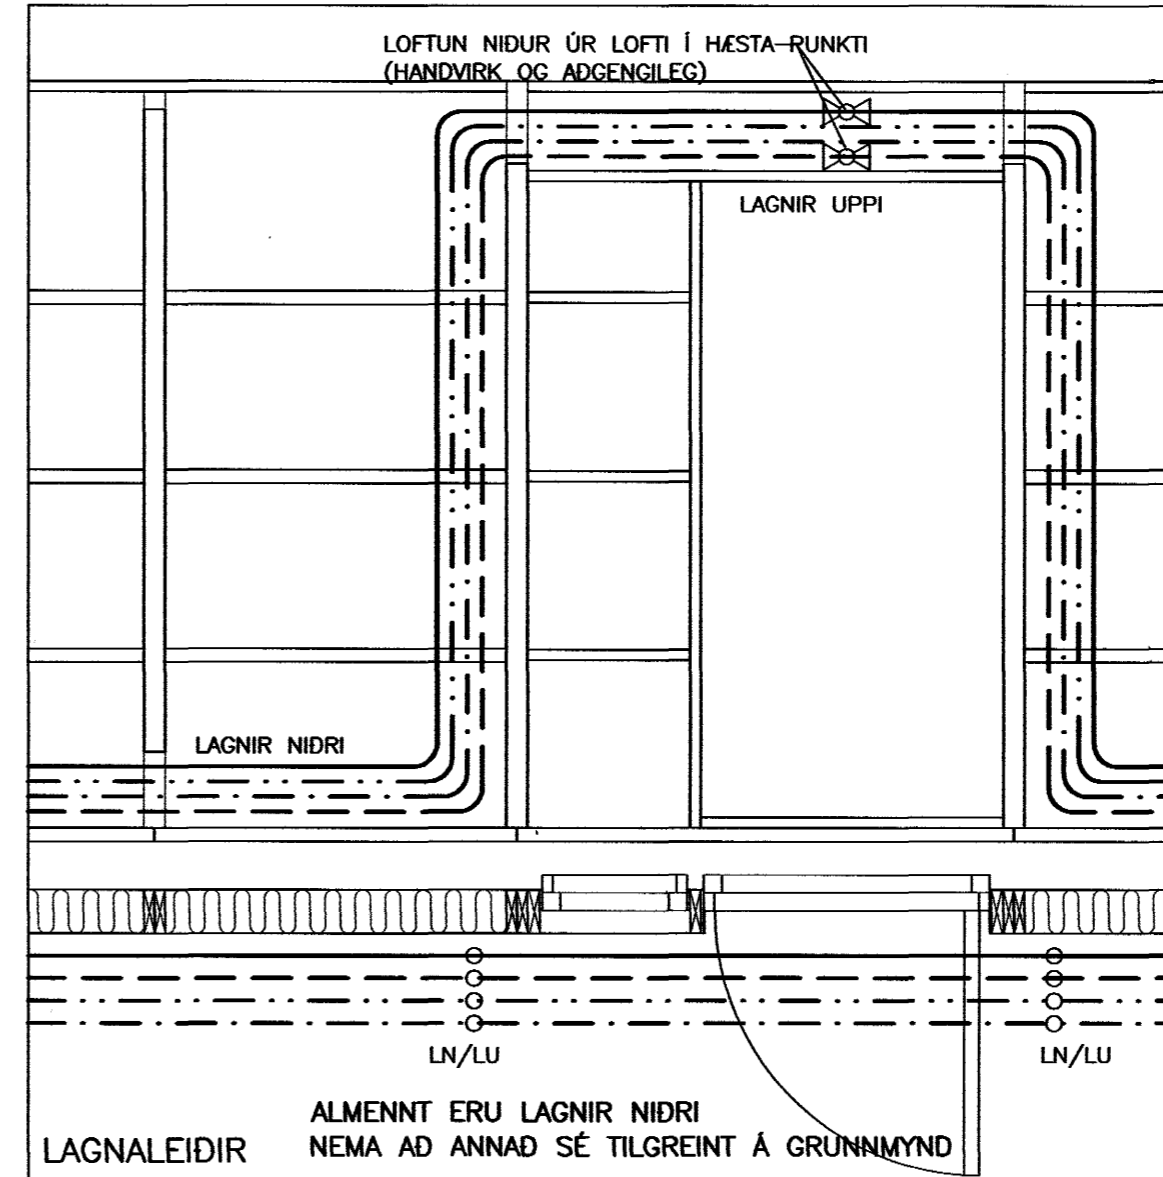 LOFTUN NIÐUR ÚR LOFTI Í HÆSTA PUNKTI
(HANDVIRK OG AÐGENGILEG)
LAGNIR UPPI
LAGNIR NIÐRI
LN/LU
LN/LU
ALMENNT ERU LAGNIR NIÐRI
NEMA AÐ ANNAÐ SÉ TILGREINT Á GRUNNMYND
LAGNALEIÐIR